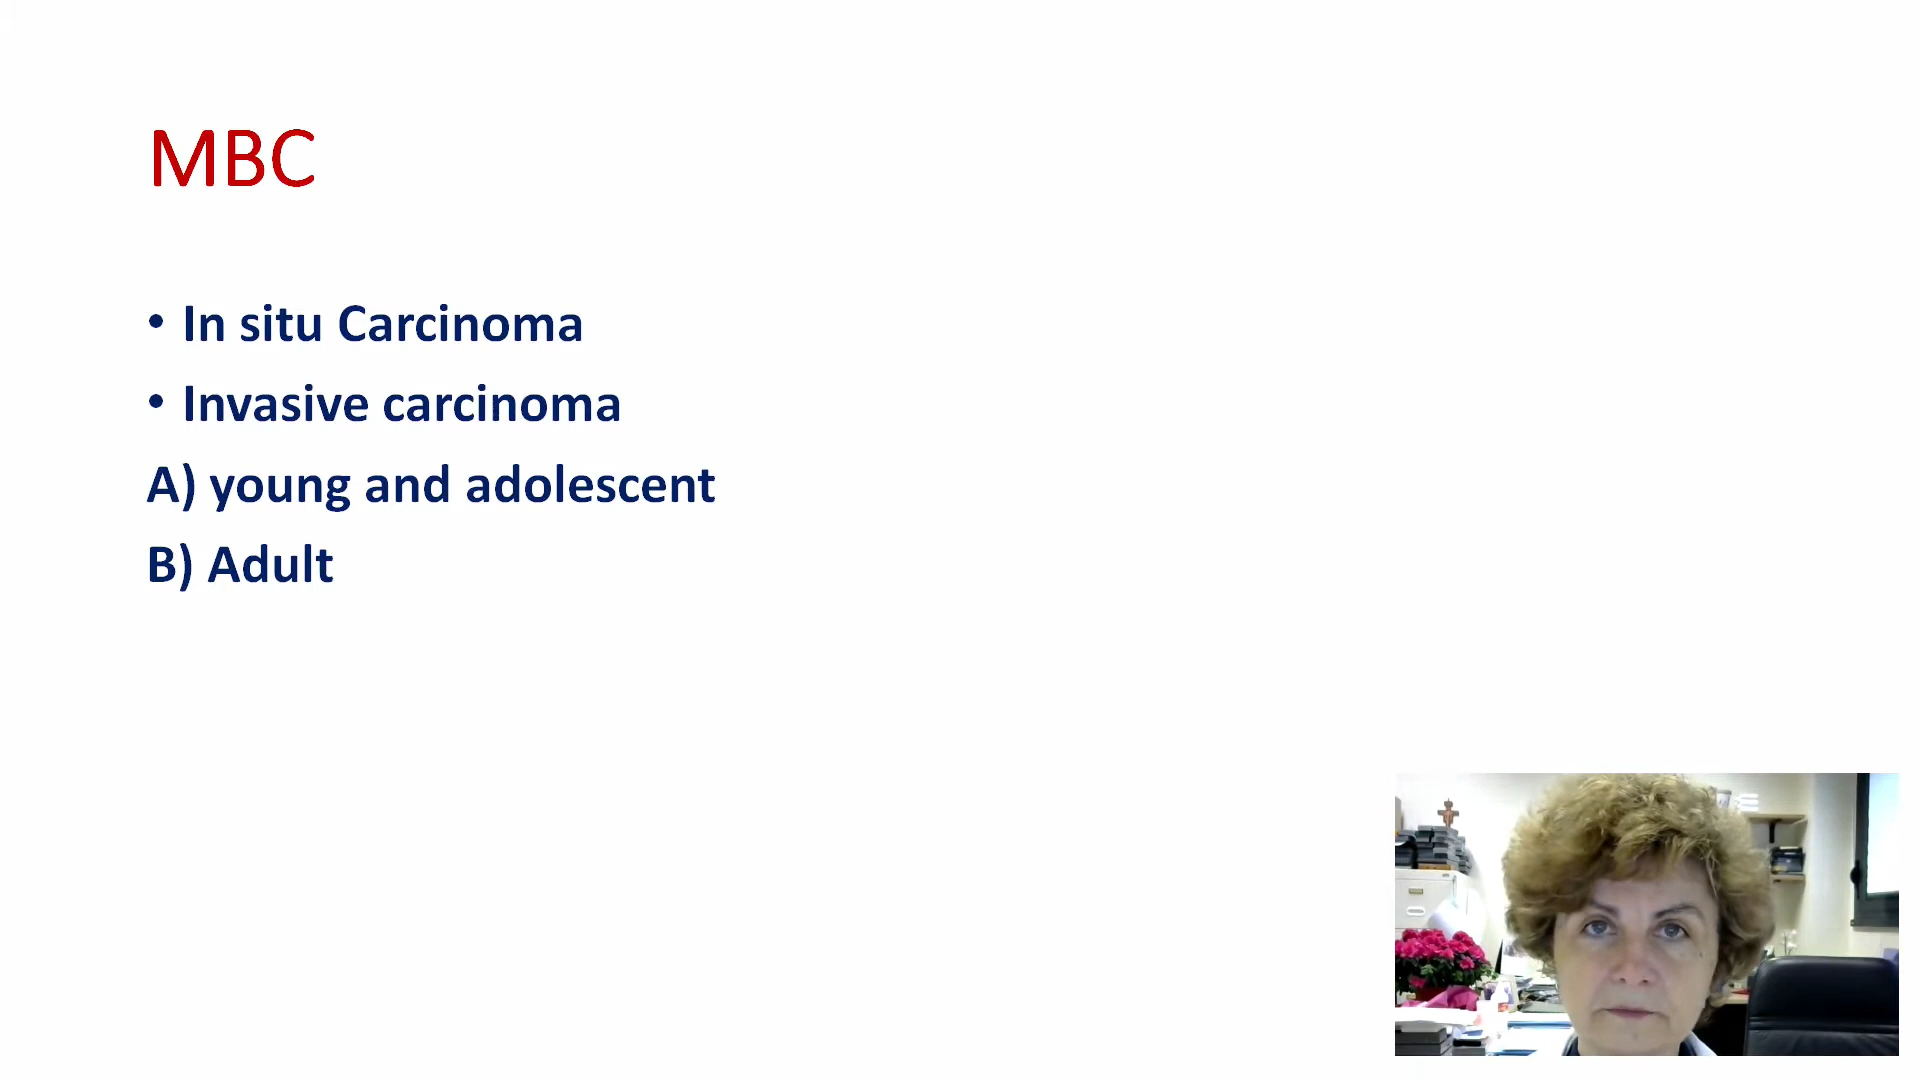 MBC
• In situ Carcinoma
• Invasive carcinoma
A) young and adolescent
B) Adult